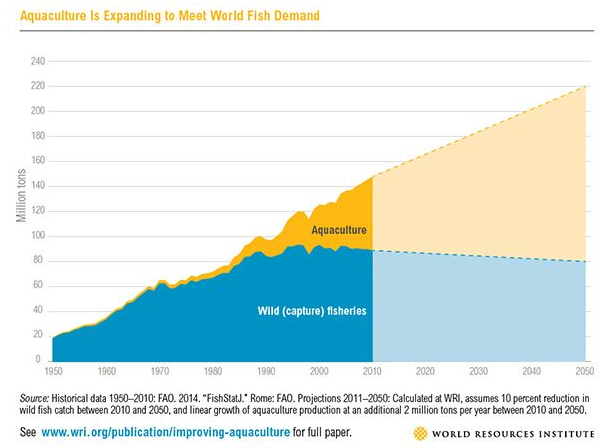 Aquaculture Is Expanding to Meet World Fish Demand
Million tons
240
220
200
180
160
140
120
100
80
60
40
20
0
Aquaculture
Wild (capture) fisheries
1950 1960 1970 1980 1990 2000 2010 2020 2030 2040 2050
Source: Historical data 1950–2010: FAO. 2014. “FishStatJ.” Rome: FAO. Projections 2011–2050: Calculated at WRI, assumes 10 percent reduction in
wild fish catch between 2010 and 2050, and linear growth of aquaculture production at an additional 2 million tons per year between 2010 and 2050.
See www.wri.org/publication/improving-aquaculture for full paper.
WORLD RESOURCES INSTITUTE